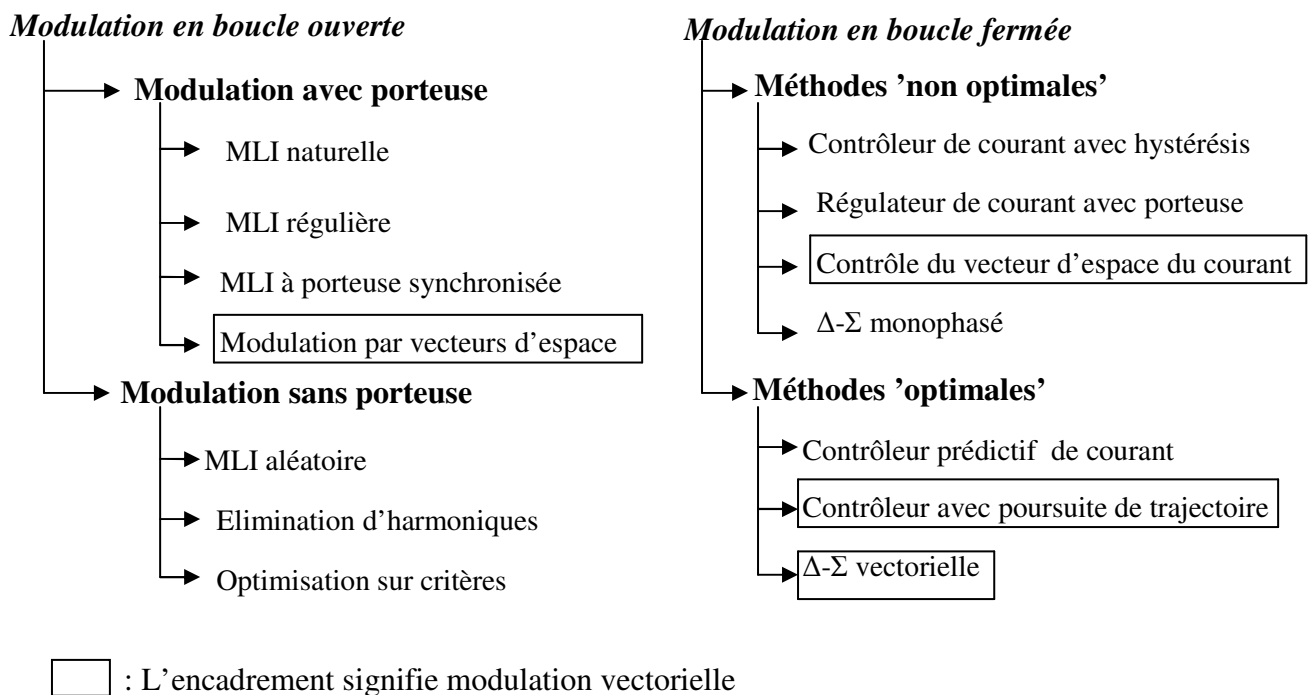 Modulation en boucle ouverte
Modulation avec porteuse
MLI naturelle
MLI régulière
MLI à porteuse synchronisée
Modulation par vecteurs d’espace
Modulation sans porteuse
MLI aléatoire
Elimination d’harmoniques
Optimisation sur critères
Modulation en boucle fermée
Méthodes ’non optimales’
Contrôleur de courant avec hystérésis
Régulateur de courant avec porteuse
Contrôle du vecteur d’espace du courant
Δ-Σ monophasé
Méthodes ’optimales’
Contrôleur prédictif de courant
Contrôleur avec poursuite de trajectoire
Δ-Σ vectorielle
: L’encadrement signifie modulation vectorielle